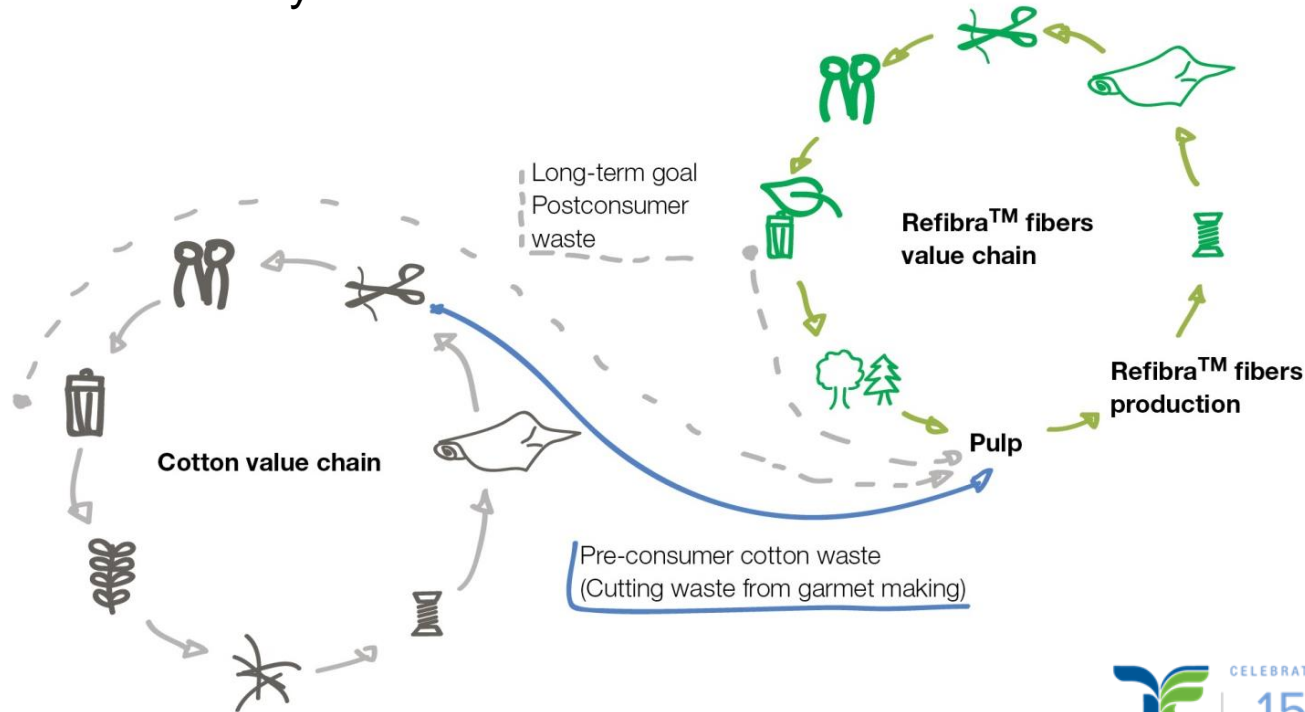 Long-term goal
Postconsumer
waste
Refibra™ fibers
value chain
Refibra™ fibers
production
Cotton value chain
Pulp
Pre-consumer cotton waste
(Cutting waste from garmet making)
CELEBRAT
15